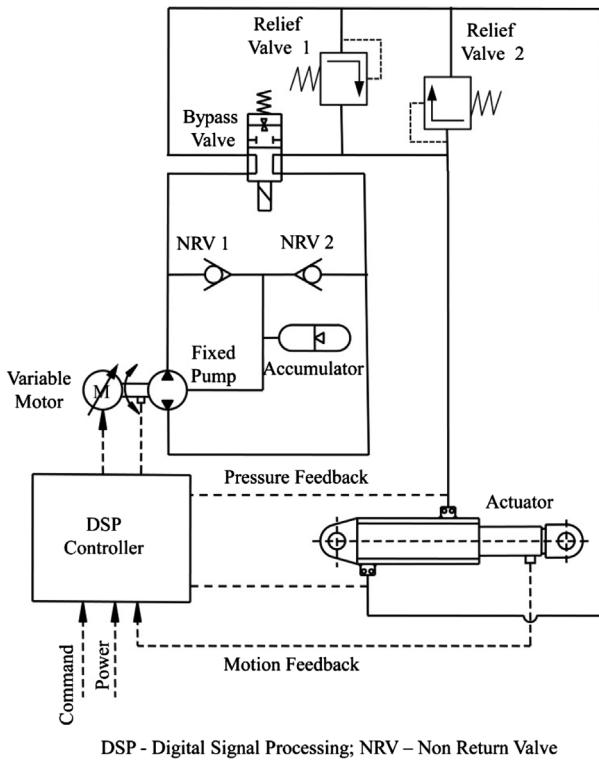 Relief
Valve 1
Relief
Valve 2
Bypass
Valve
NRV 1
NRV 2
Fixed
Pump
Accumulator
Variable
Motor
M
Pressure Feedback
DSP
Controller
Actuator
Command
Power
Motion Feedback
DSP - Digital Signal Processing; NRV – Non Return Valve